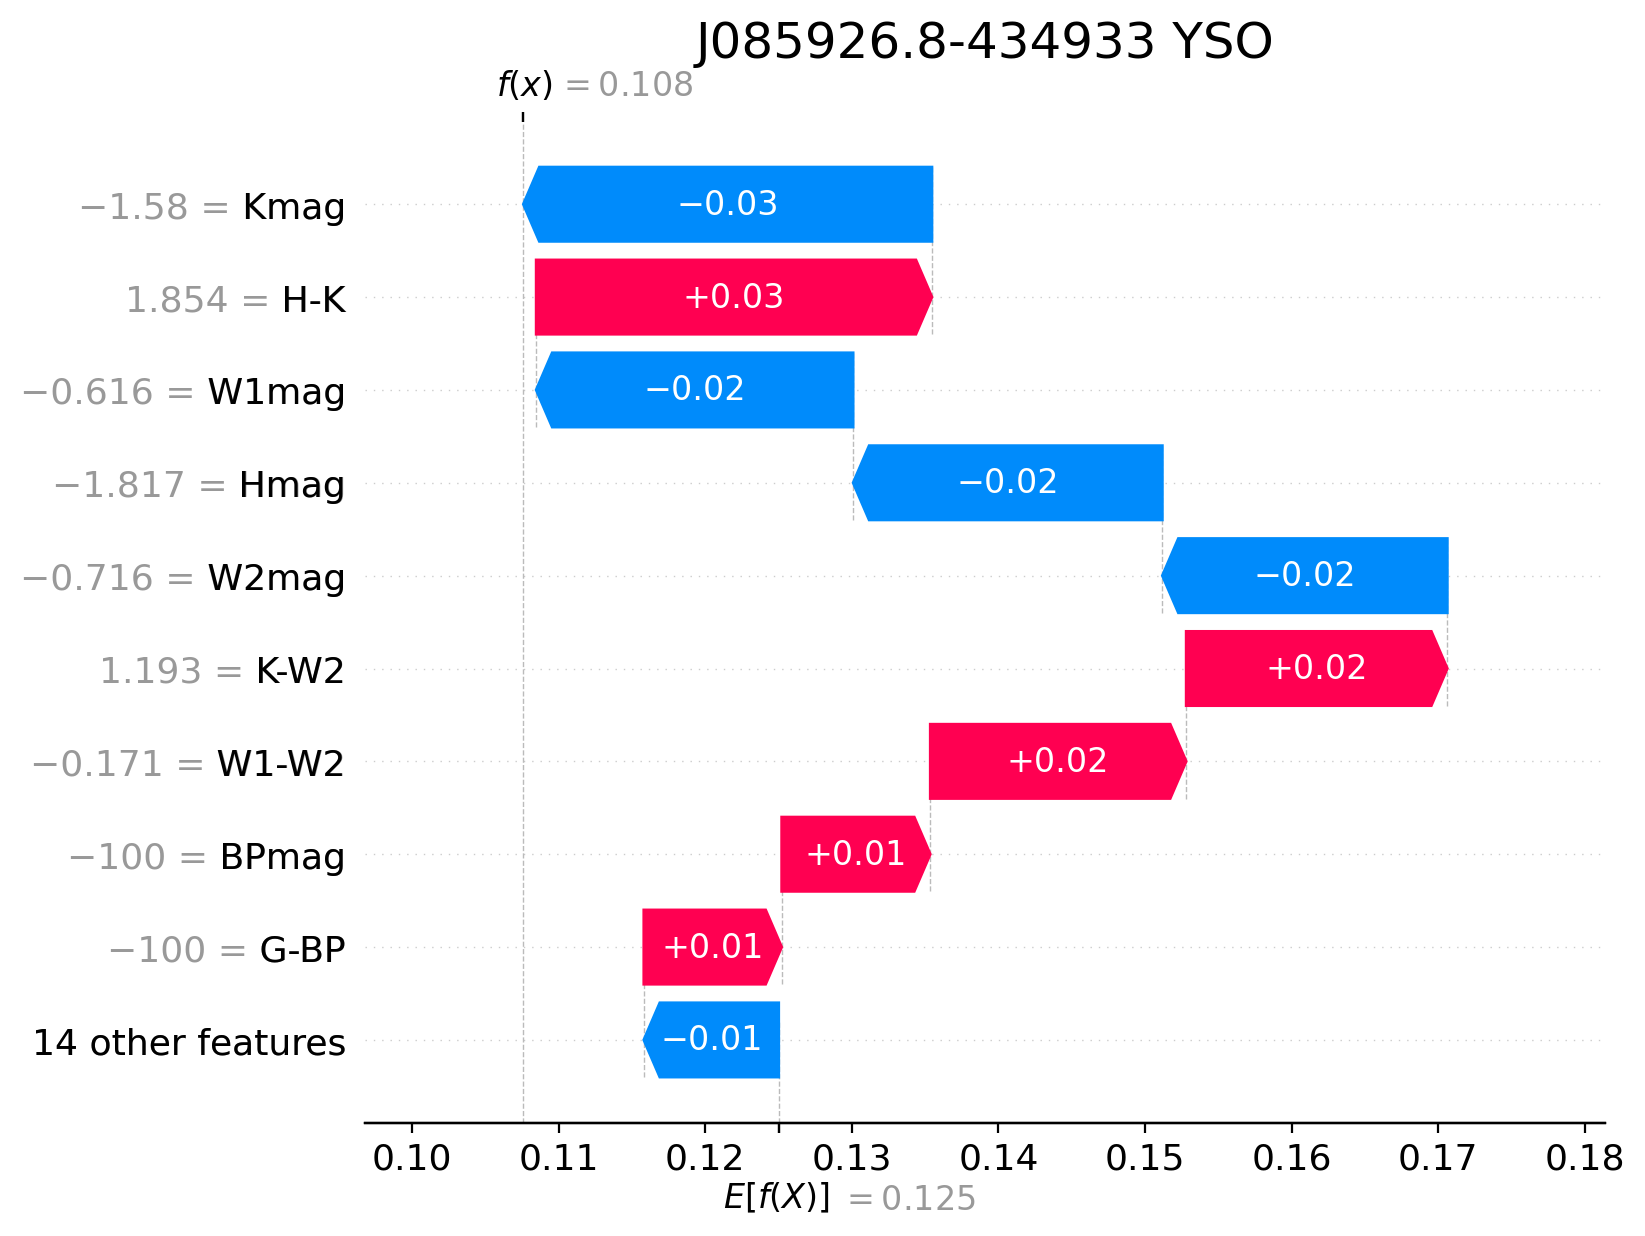 J085926.8-434933 YSO
f(x) = 0.108
−1.58 = Kmag −0.03
1.854 = H-K +0.03
−0.616 = W1mag −0.02
−1.817 = Hmag −0.02
−0.716 = W2mag −0.02
1.193 = K-W2 +0.02
−0.171 = W1-W2 +0.02
−100 = BPmag +0.01
−100 = G-BP +0.01
14 other features −0.01
0.10 0.11 0.12 0.13 0.14 0.15 0.16 0.17 0.18
E[f(X)] = 0.125